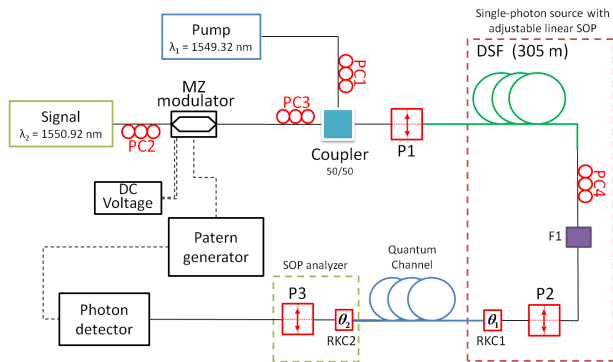 Single-photon source with
adjustable linear SOP
Pump
λ₁ = 1549.32 nm
PC1
DSF (305 m)
MZ
modulator
PC3
Signal
λ₂ = 1550.92 nm
PC2
Coupler
50/50
P1
PC4
DC
Voltage
Patern
generator
F1
Quantum
Channel
SOP analyzer
P3
P2
Photon
detector
θ₂
RKC2
θ₁
RKC1